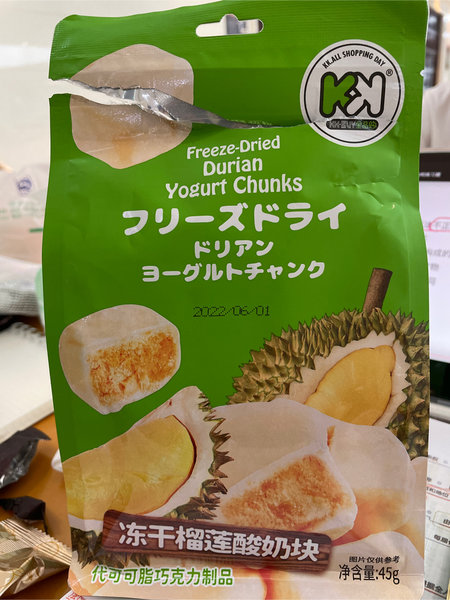 KK.ALL SHOPPING DAY
KK
®
Freeze-Dried
Durian
Yogurt Chunks
フリーズドライ
ドリアン
ヨーグルトチャンク
2022/06/01
冻干榴莲酸奶块
图片仅供参考
代可可脂巧克力制品
净含量:45g